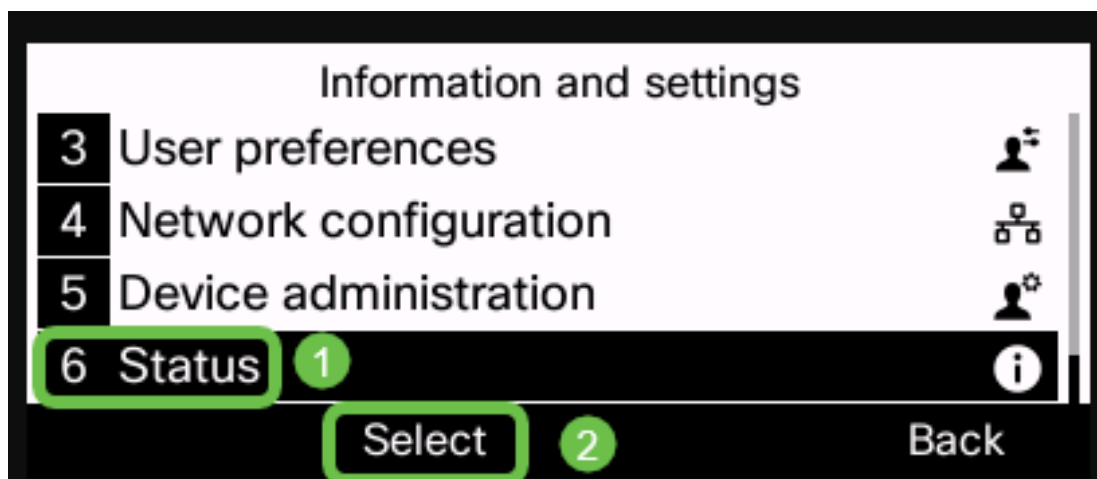 Information and settings
3 User preferences
4 Network configuration
5 Device administration
6 Status 1
Select 2 Back